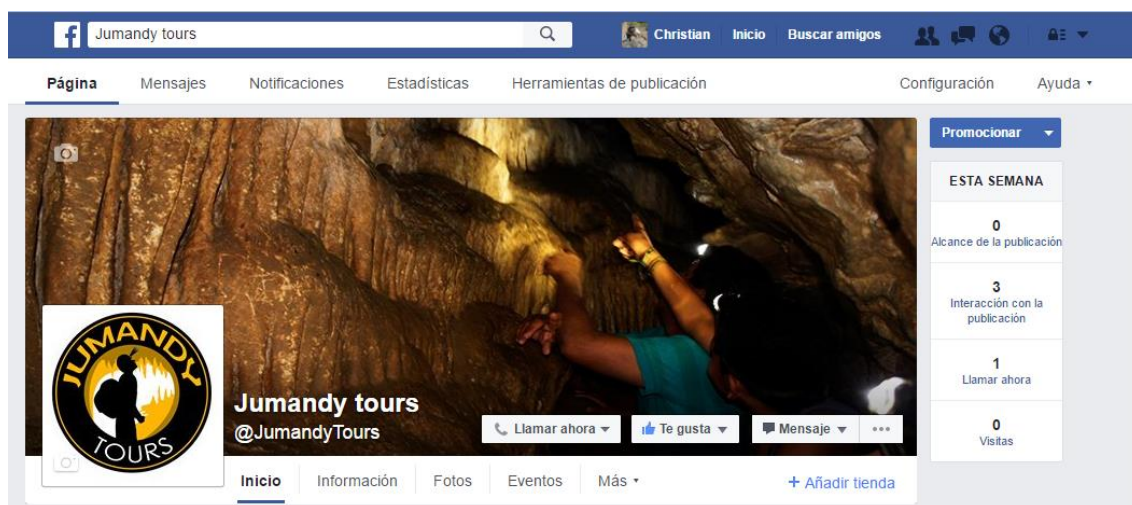 Jumandy tours
Christian Inicio Buscar amigos
Página Mensajes Notificaciones Estadísticas Herramientas de publicación Configuración Ayuda
Promocionar
ESTA SEMANA
0
Alcance de la publicación
3
Interacción con la
publicación
1
Llamar ahora
0
Visitas
JUMANDY
TOURS
Jumandy tours
@JumandyTours
Llamar ahora Te gusta Mensaje
Inicio Información Fotos Eventos Más + Añadir tienda